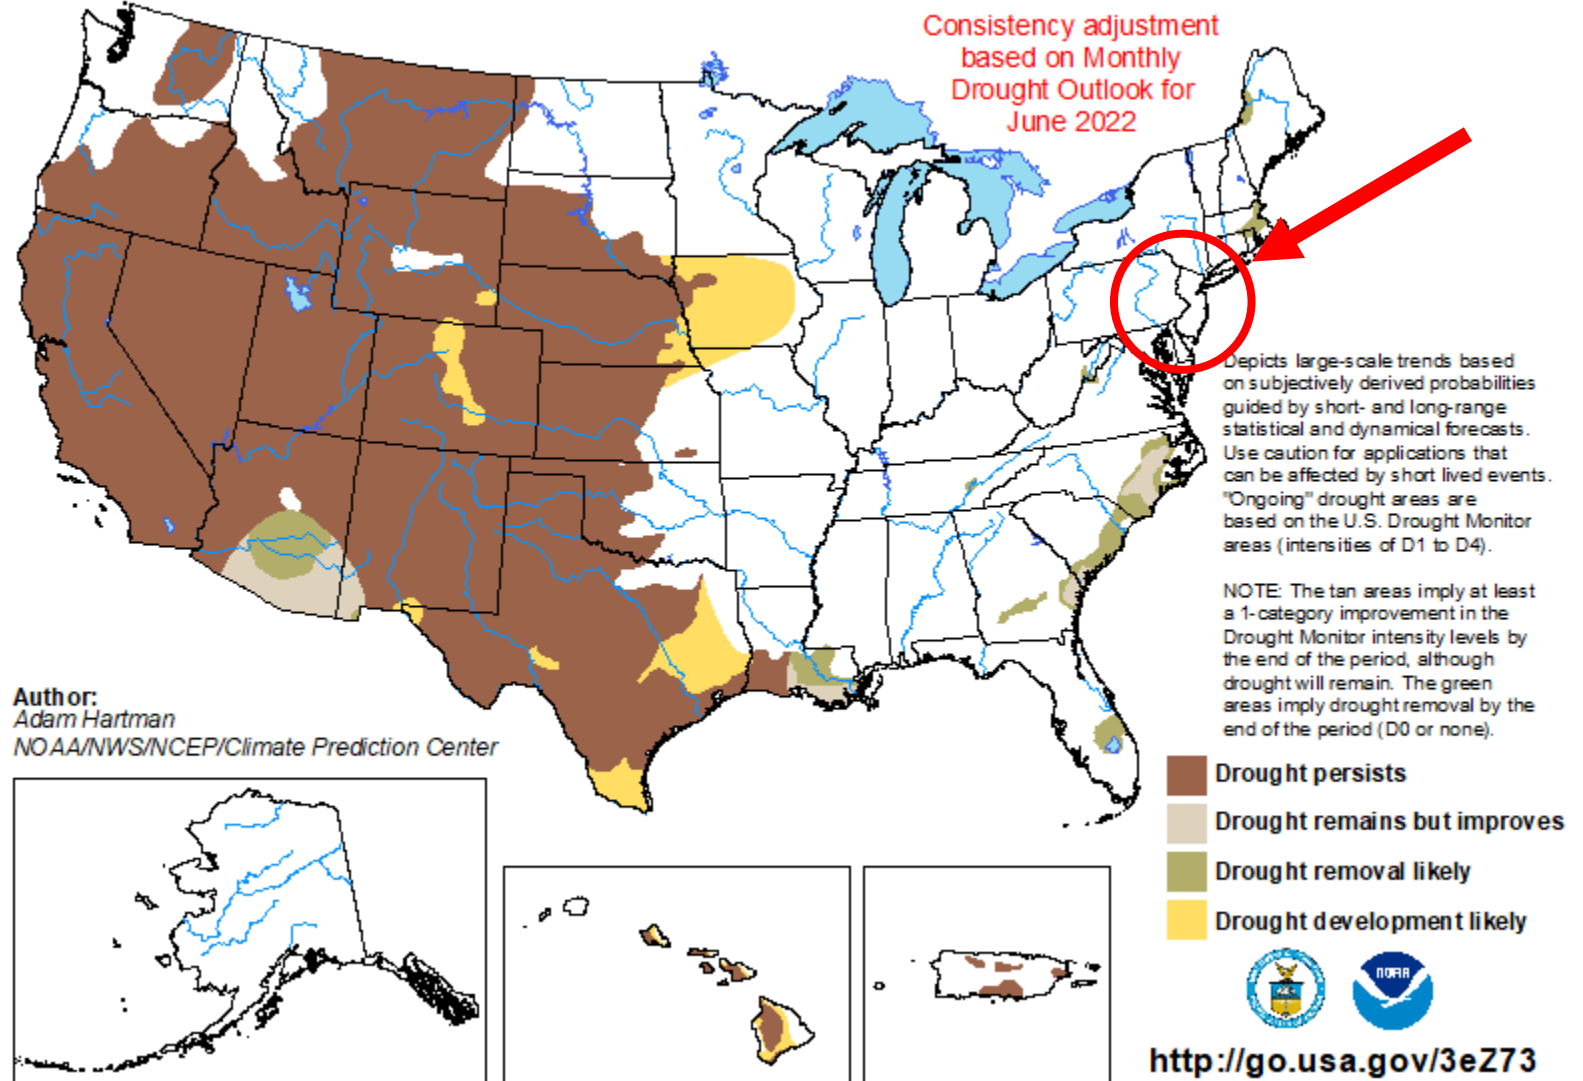 Consistency adjustment
based on Monthly
Drought Outlook for
June 2022
Depicts large-scale trends based
on subjectively derived probabilities
guided by short- and long-range
statistical and dynamical forecasts.
Use caution for applications that
can be affected by short lived events.
"Ongoing" drought areas are
based on the U.S. Drought Monitor
areas (intensities of D1 to D4).
NOTE: The tan areas imply at least
a 1-category improvement in the
Drought Monitor intensity levels by
the end of the period, although
drought will remain. The green
areas imply drought removal by the
end of the period (D0 or none).
Author:
Adam Hartman
NOAA/NWS/NCEP/Climate Prediction Center
Drought persists
Drought remains but improves
Drought removal likely
Drought development likely
NOAA
http://go.usa.gov/3eZ73